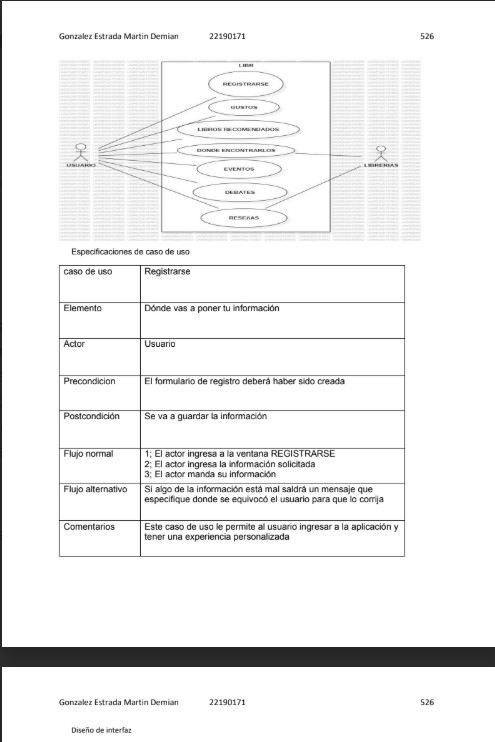 Gonzalez Estrada Martin Demian 22190171 526
LIBR
REGISTRARSE
GUSTOS
LIBROS RECOMENDADOS
DONDE ENCONTRARLOS
EVENTOS
DEBATES
RESEñAS
USUARIO
LIBRERIAS
Especificaciones de caso de uso
caso de uso Registrarse
Elemento Dónde vas a poner tu información
Actor Usuario
Precondicion El formulario de registro deberá haber sido creada
Postcondición Se va a guardar la información
Flujo normal 1; El actor ingresa a la ventana REGISTRARSE
2; El actor ingresa la información solicitada
3; El actor manda su información
Flujo alternativo Si algo de la información está mal saldrá un mensaje que
especifique donde se equivocó el usuario para que lo corrija
Comentarios Este caso de uso le permite al usuario ingresar a la aplicación y
tener una experiencia personalizada
Gonzalez Estrada Martin Demian 22190171 526
Diseño de interfaz